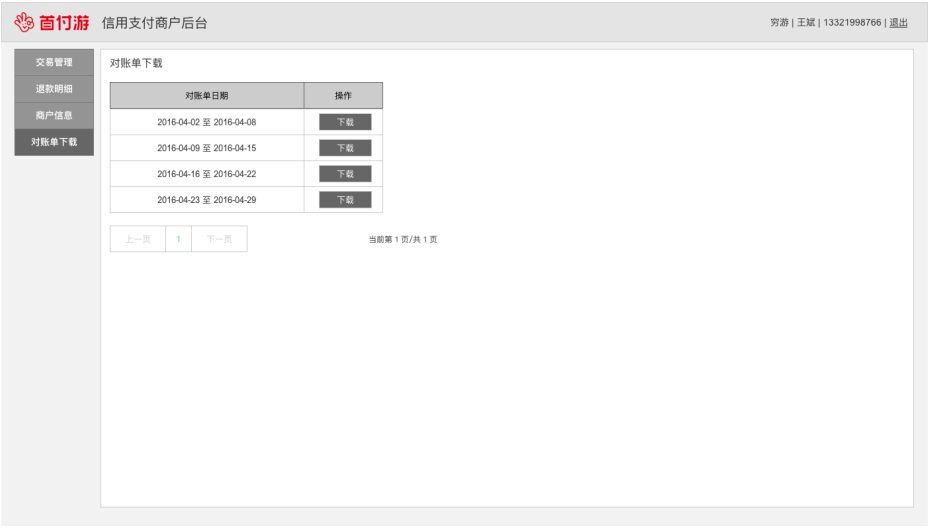 首付游 信用支付商户后台 穷游 | 王斌 | 13321998766 | 退出
交易管理
退款明细
商户信息
对账单下载
对账单下载
对账单日期 操作
2016-04-02 至 2016-04-08 下载
2016-04-09 至 2016-04-15 下载
2016-04-16 至 2016-04-22 下载
2016-04-23 至 2016-04-29 下载
上一页 1 下一页 当前第 1 页/共 1 页